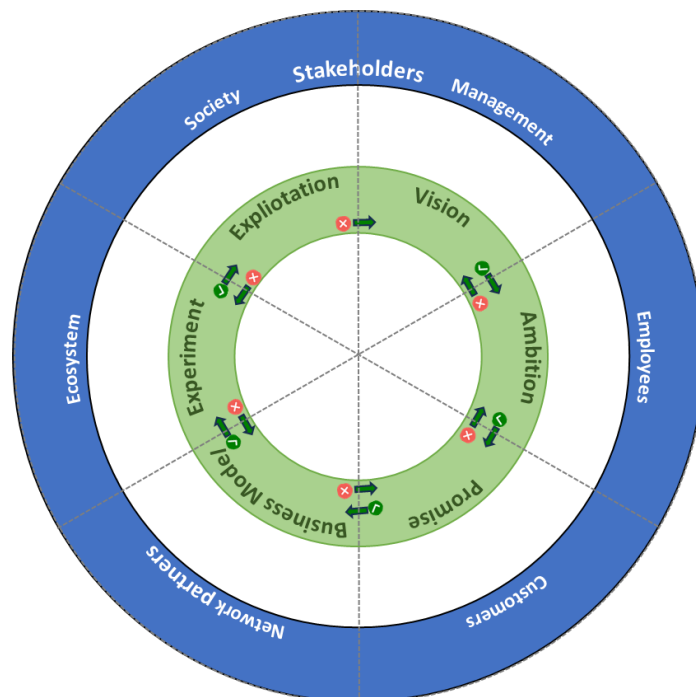 Stakeholders
Management
Employees
Customers
Network partners
Ecosystem
Society
Vision
Ambition
Promise
Business Model
Experiment
Expliotation